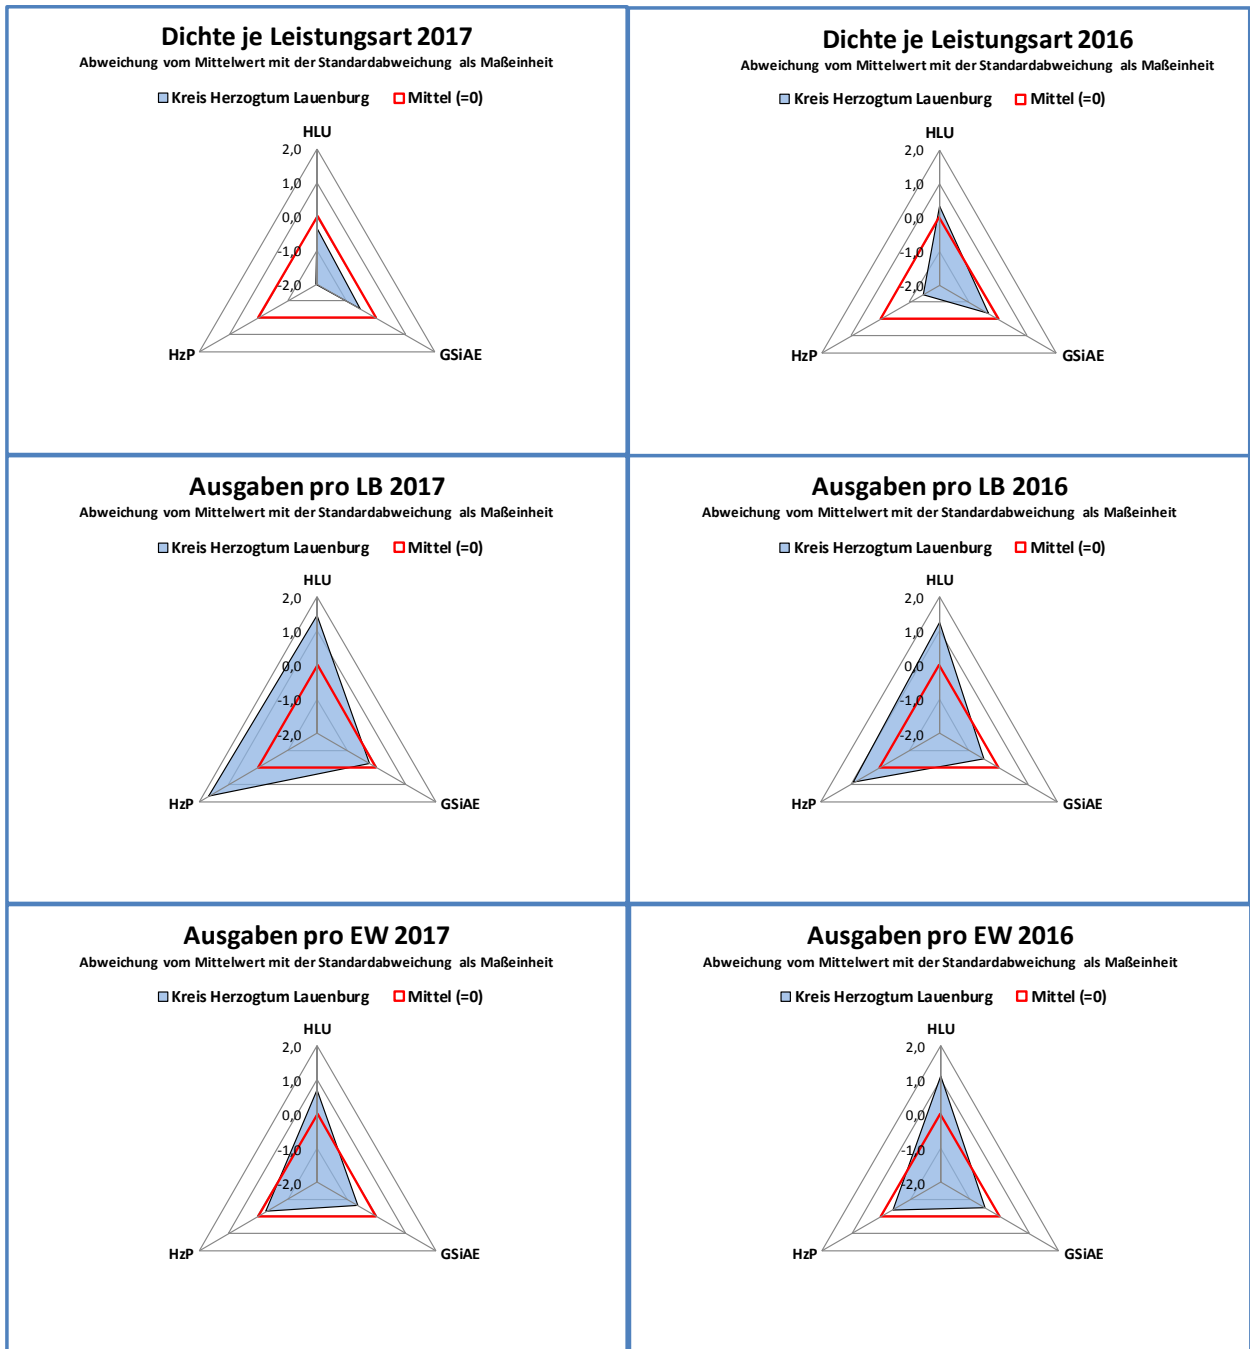 Dichte je Leistungsart 2017
Abweichung vom Mittelwert mit der Standardabweichung als Maßeinheit
Kreis Herzogtum Lauenburg Mittel (=0)
HLU
2,0
1,0
0,0
-1,0
-2,0
HzP
GSiAE
Dichte je Leistungsart 2016
Abweichung vom Mittelwert mit der Standardabweichung als Maßeinheit
Kreis Herzogtum Lauenburg Mittel (=0)
HLU
2,0
1,0
0,0
-1,0
-2,0
HzP
GSiAE
Ausgaben pro LB 2017
Abweichung vom Mittelwert mit der Standardabweichung als Maßeinheit
Kreis Herzogtum Lauenburg Mittel (=0)
HLU
2,0
1,0
0,0
-1,0
-2,0
HzP
GSiAE
Ausgaben pro LB 2016
Abweichung vom Mittelwert mit der Standardabweichung als Maßeinheit
Kreis Herzogtum Lauenburg Mittel (=0)
HLU
2,0
1,0
0,0
-1,0
-2,0
HzP
GSiAE
Ausgaben pro EW 2017
Abweichung vom Mittelwert mit der Standardabweichung als Maßeinheit
Kreis Herzogtum Lauenburg Mittel (=0)
HLU
2,0
1,0
0,0
-1,0
-2,0
HzP
GSiAE
Ausgaben pro EW 2016
Abweichung vom Mittelwert mit der Standardabweichung als Maßeinheit
Kreis Herzogtum Lauenburg Mittel (=0)
HLU
2,0
1,0
0,0
-1,0
-2,0
HzP
GSiAE